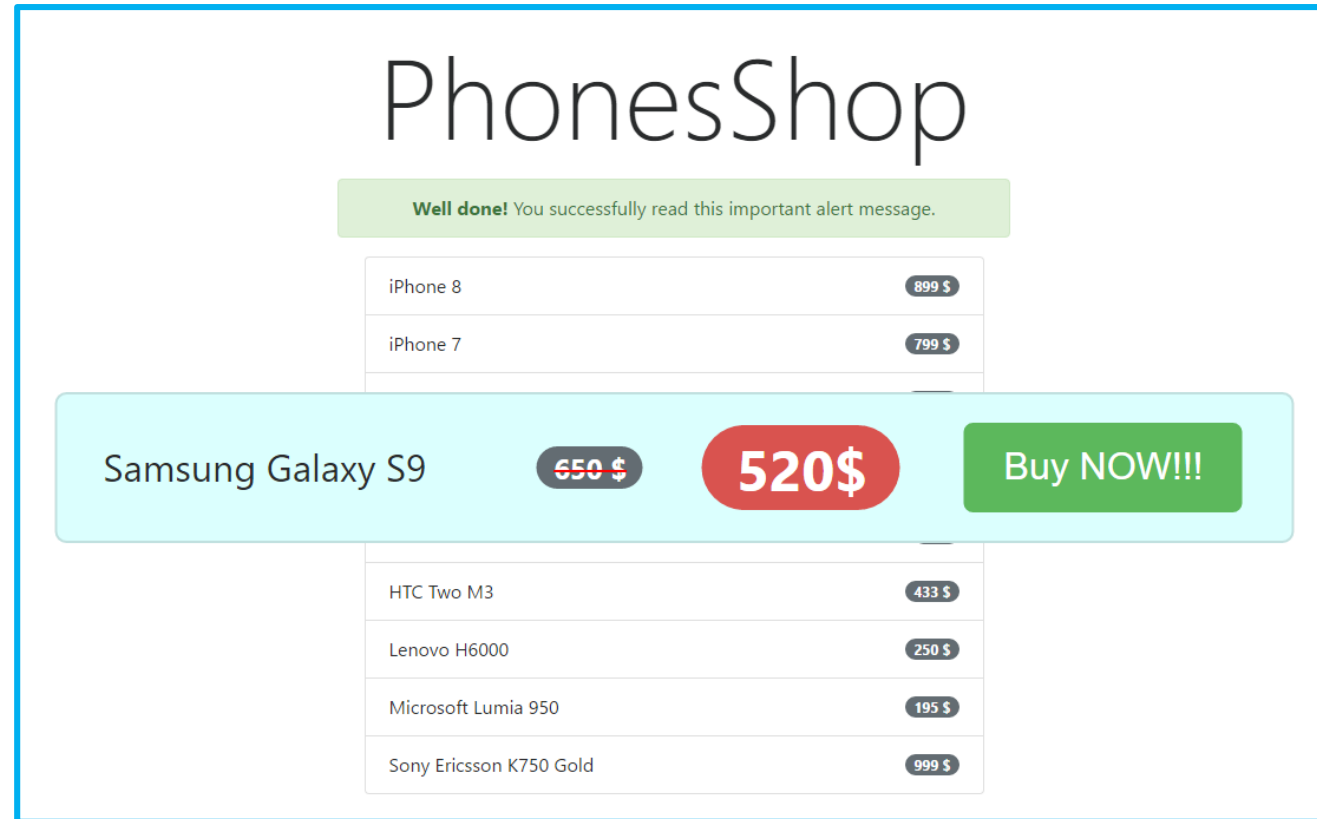 PhonesShop
Well done! You successfully read this important alert message.
iPhone 8 899 $
iPhone 7 799 $
Samsung Galaxy S9 650 $ 520$ Buy NOW!!!
HTC Two M3 433 $
Lenovo H6000 250 $
Microsoft Lumia 950 195 $
Sony Ericsson K750 Gold 999 $